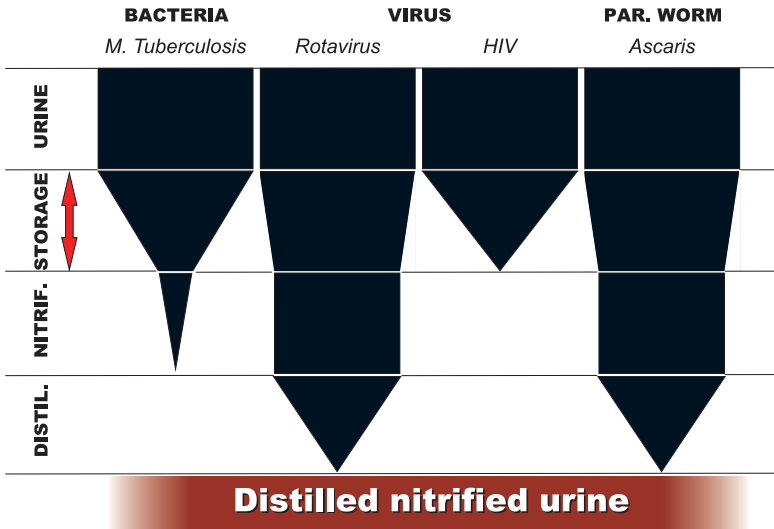 BACTERIA VIRUS PAR. WORM
M. Tuberculosis Rotavirus HIV Ascaris
URINE
STORAGE
NITRIF.
DISTIL.
Distilled nitrified urine